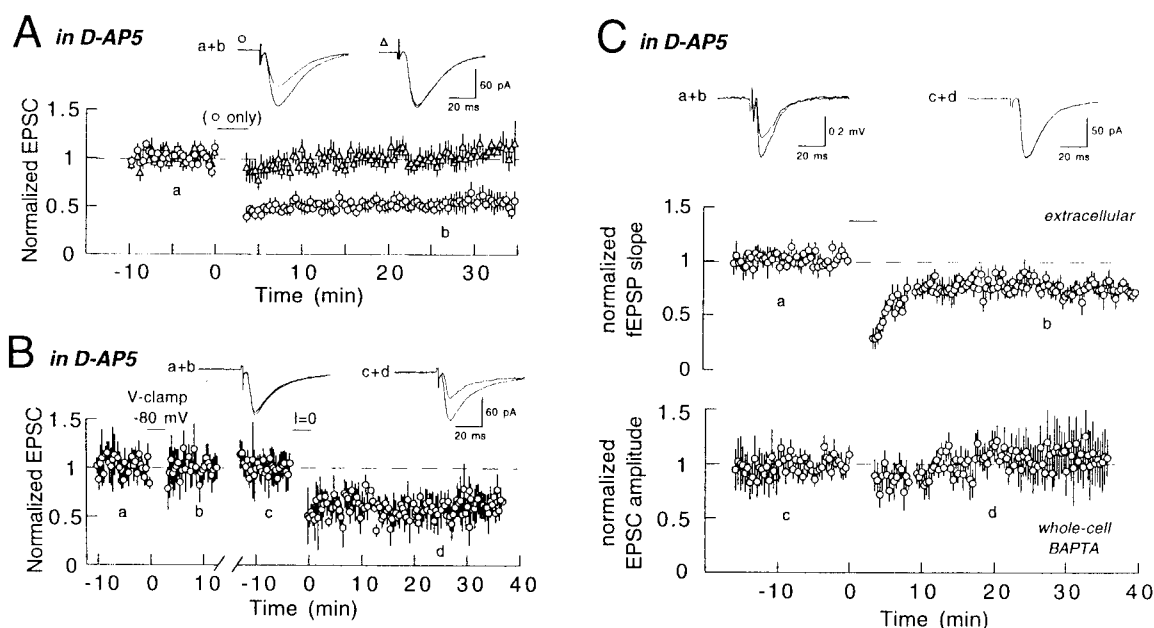 A in D-AP5
a+b
60 pA
20 ms
Normalized EPSC
1.5
1
0.5
0
(○ only)
a
b
-10 0 10 20 30
Time (min)
B in D-AP5
a+b
c+d
60 pA
20 ms
V-clamp
-80 mV
I=0
Normalized EPSC
1.5
1
0.5
0
a
b
c
d
-10 0 -10 0 10 20 30 40
Time (min)
C in D-AP5
a+b
0.2 mV
20 ms
c+d
50 pA
20 ms
normalized
fEPSP slope
1.5
1
0.5
0
extracellular
a
b
normalized
EPSC amplitude
1.5
1
0.5
0
c
d
whole-cell
BAPTA
-10 0 10 20 30 40
Time (min)